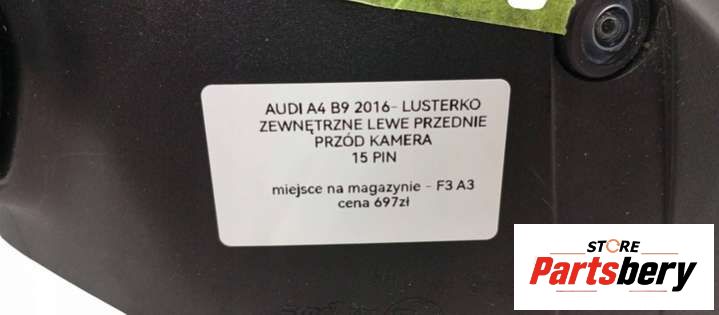 AUDI A4 B9 2016- LUSTERKO
ZEWNĘTRZNE LEWE PRZEDNIE
PRZÓD KAMERA
15 PIN
miejsce na magazynie - F3 A3
cena 697zł
STORE
Partsbery